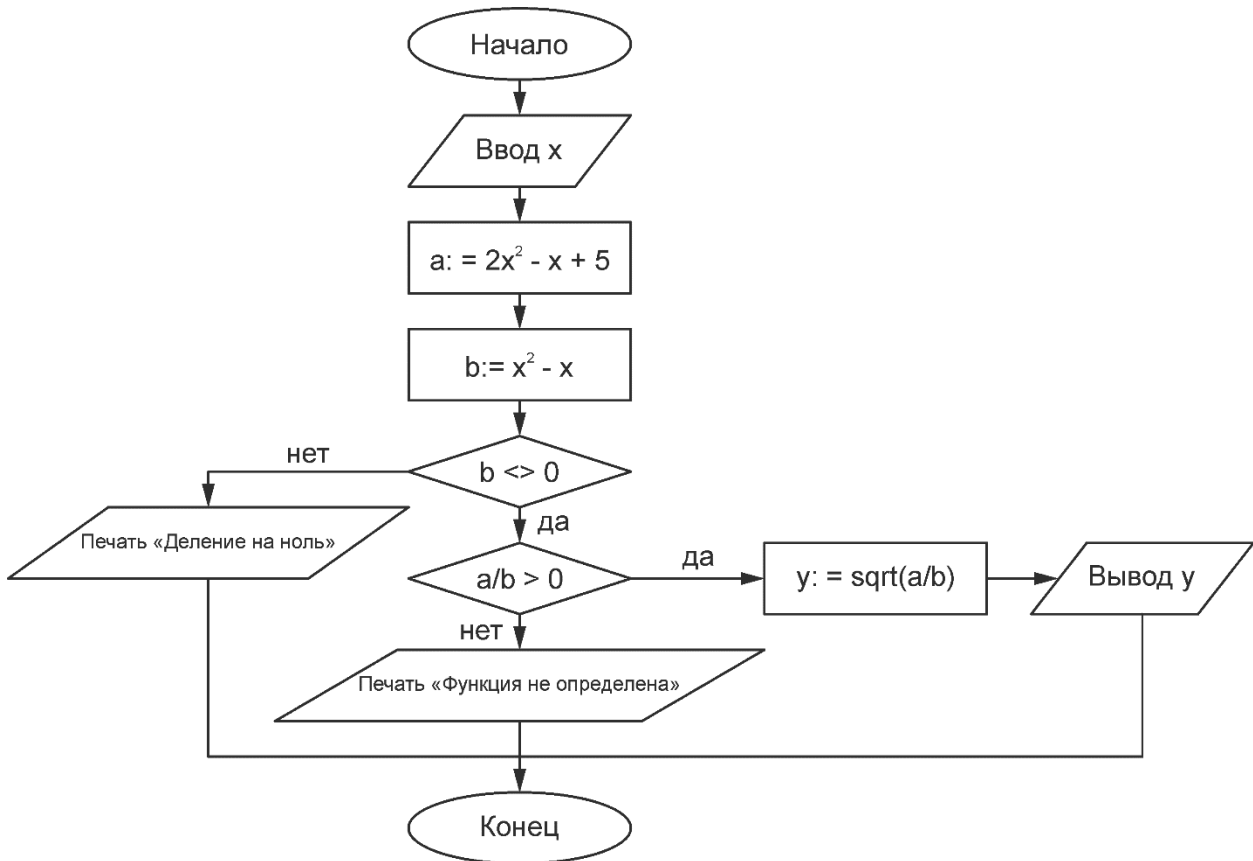 Начало
Ввод x
a: = 2x² - x + 5
b:= x² - x
нет
b <> 0
да
Печать «Деление на ноль»
a/b > 0
да
y: = sqrt(a/b)
Вывод y
нет
Печать «Функция не определена»
Конец